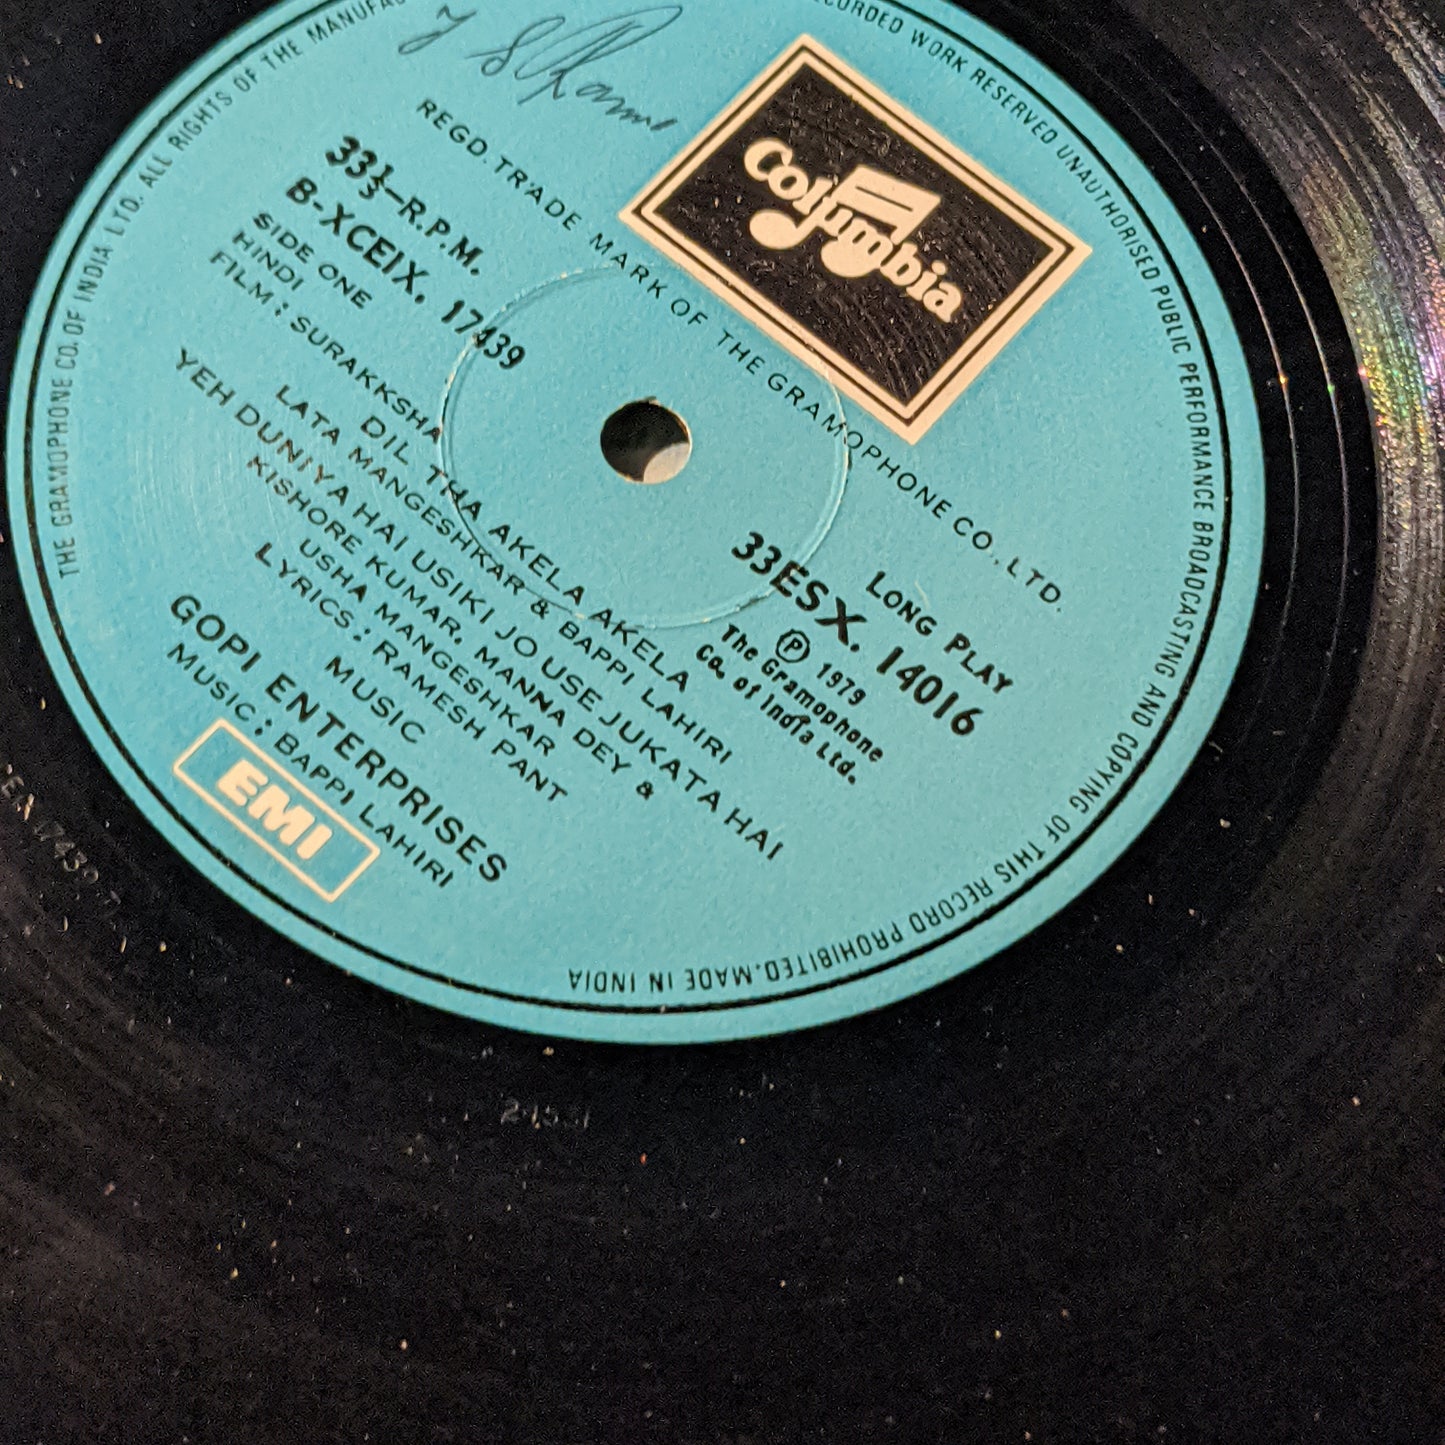 THE GRAMOPHONE CO. OF INDIA LTD. ALL RIGHTS OF THE
RECORDED WORK RESERVED UNAUTHORISED PUBLIC PERFORMANCE BROADCASTING AND COPYING OF THIS RECORD PROHIBITED. MADE IN INDIA
Columbia
REGD. TRADE MARK OF THE GRAMOPHONE CO., LTD.
33⅓—R.P.M.
B-XCEIX. 17439
SIDE ONE
HINDI
FILM: SURAKKSHA
LONG PLAY
33ESX. 14016
Ⓟ 1979
The Gramophone
Co. of India Ltd.
DIL THA AKELA AKELA
LATA MANGESHKAR & BAPPI LAHIRI
YEH DUNIYA HAI USIKI JO USE JUKATA HAI
KISHORE KUMAR, MANNA DEY &
USHA MANGESHKAR
LYRICS: RAMESH PANT
MUSIC
GOPI ENTERPRISES
MUSIC: BAPPI LAHIRI
EMI